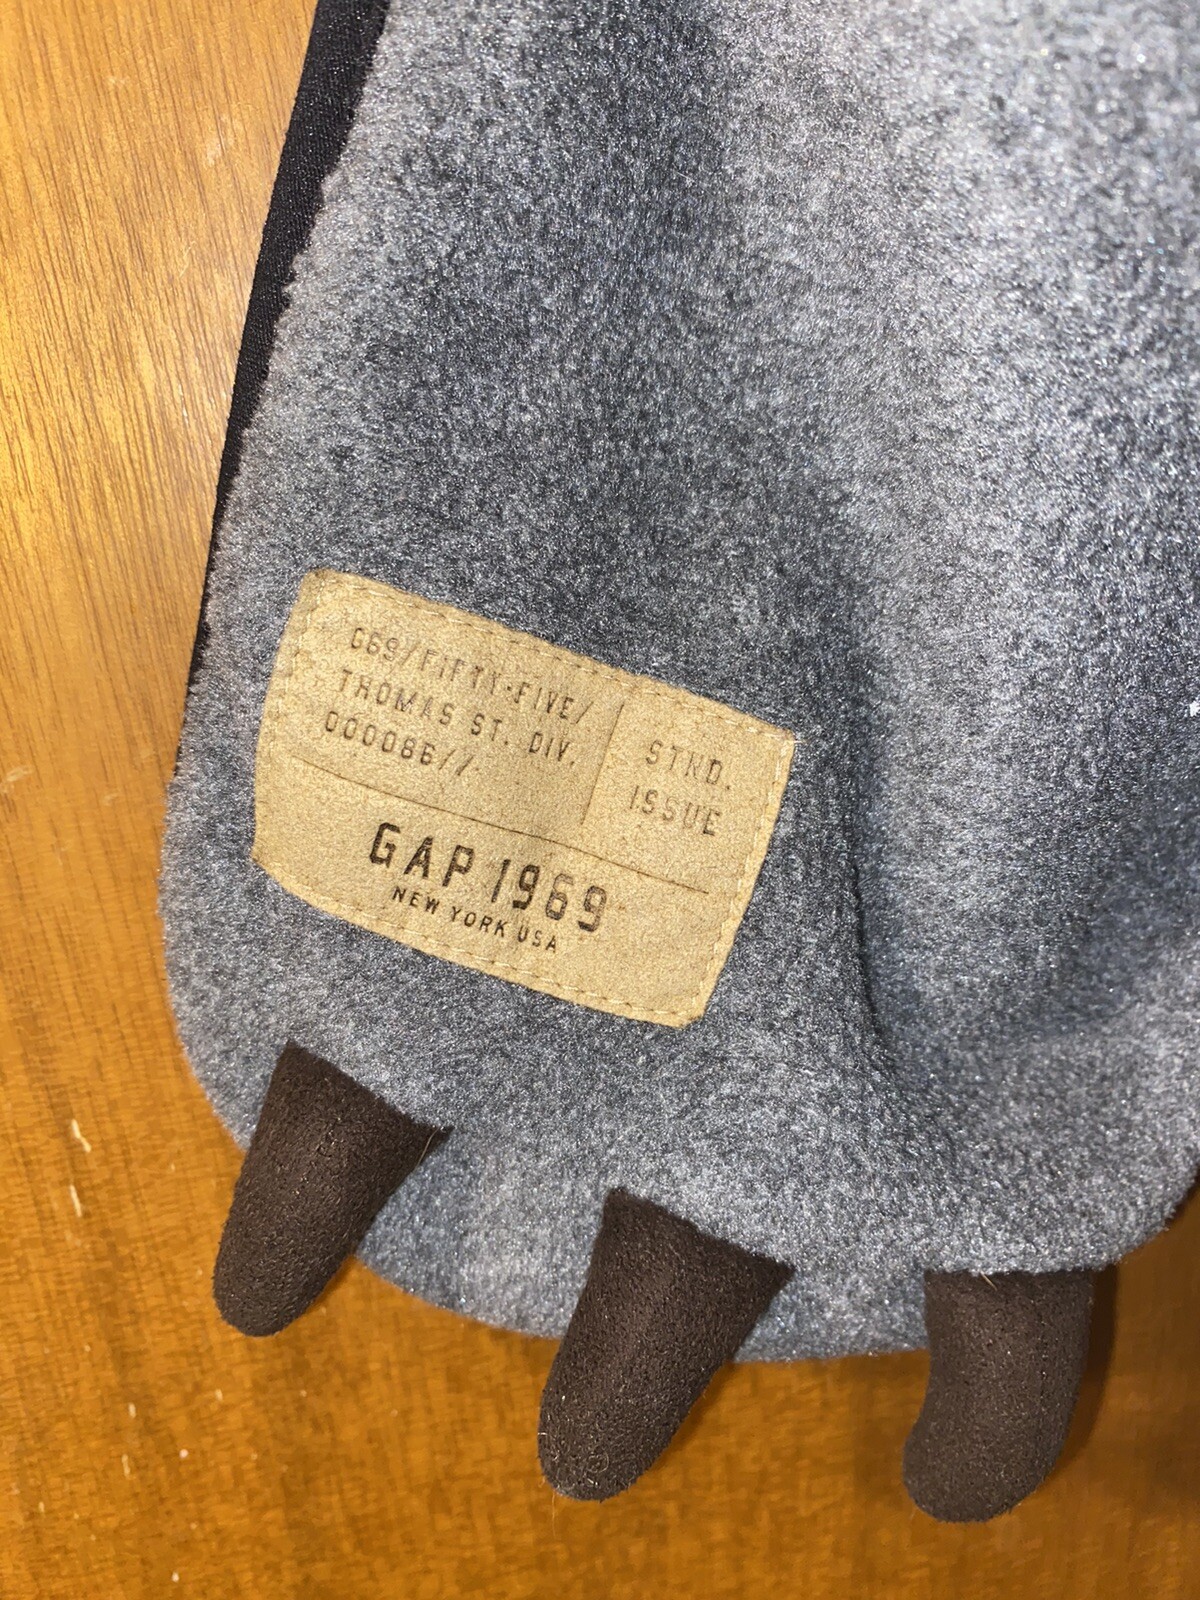 G69/FIFTY-FIVE/
THOMAS ST. DIV.
000086//
STND.
ISSUE
GAP 1969
NEW YORK USA